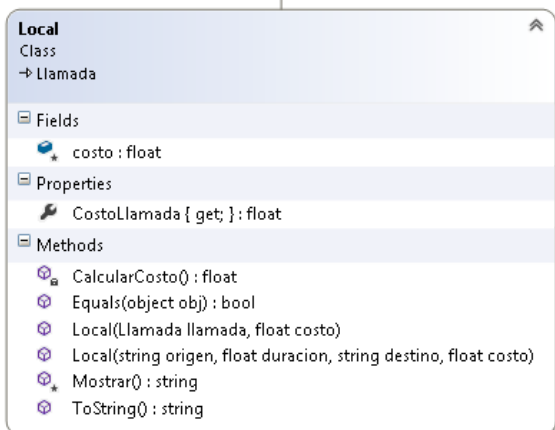 Local
Class
Llamada
Fields
costo : float
Properties
CostoLlamada { get; } : float
Methods
CalcularCosto() : float
Equals(object obj) : bool
Local(Llamada llamada, float costo)
Local(string origen, float duracion, string destino, float costo)
Mostrar() : string
ToString() : string